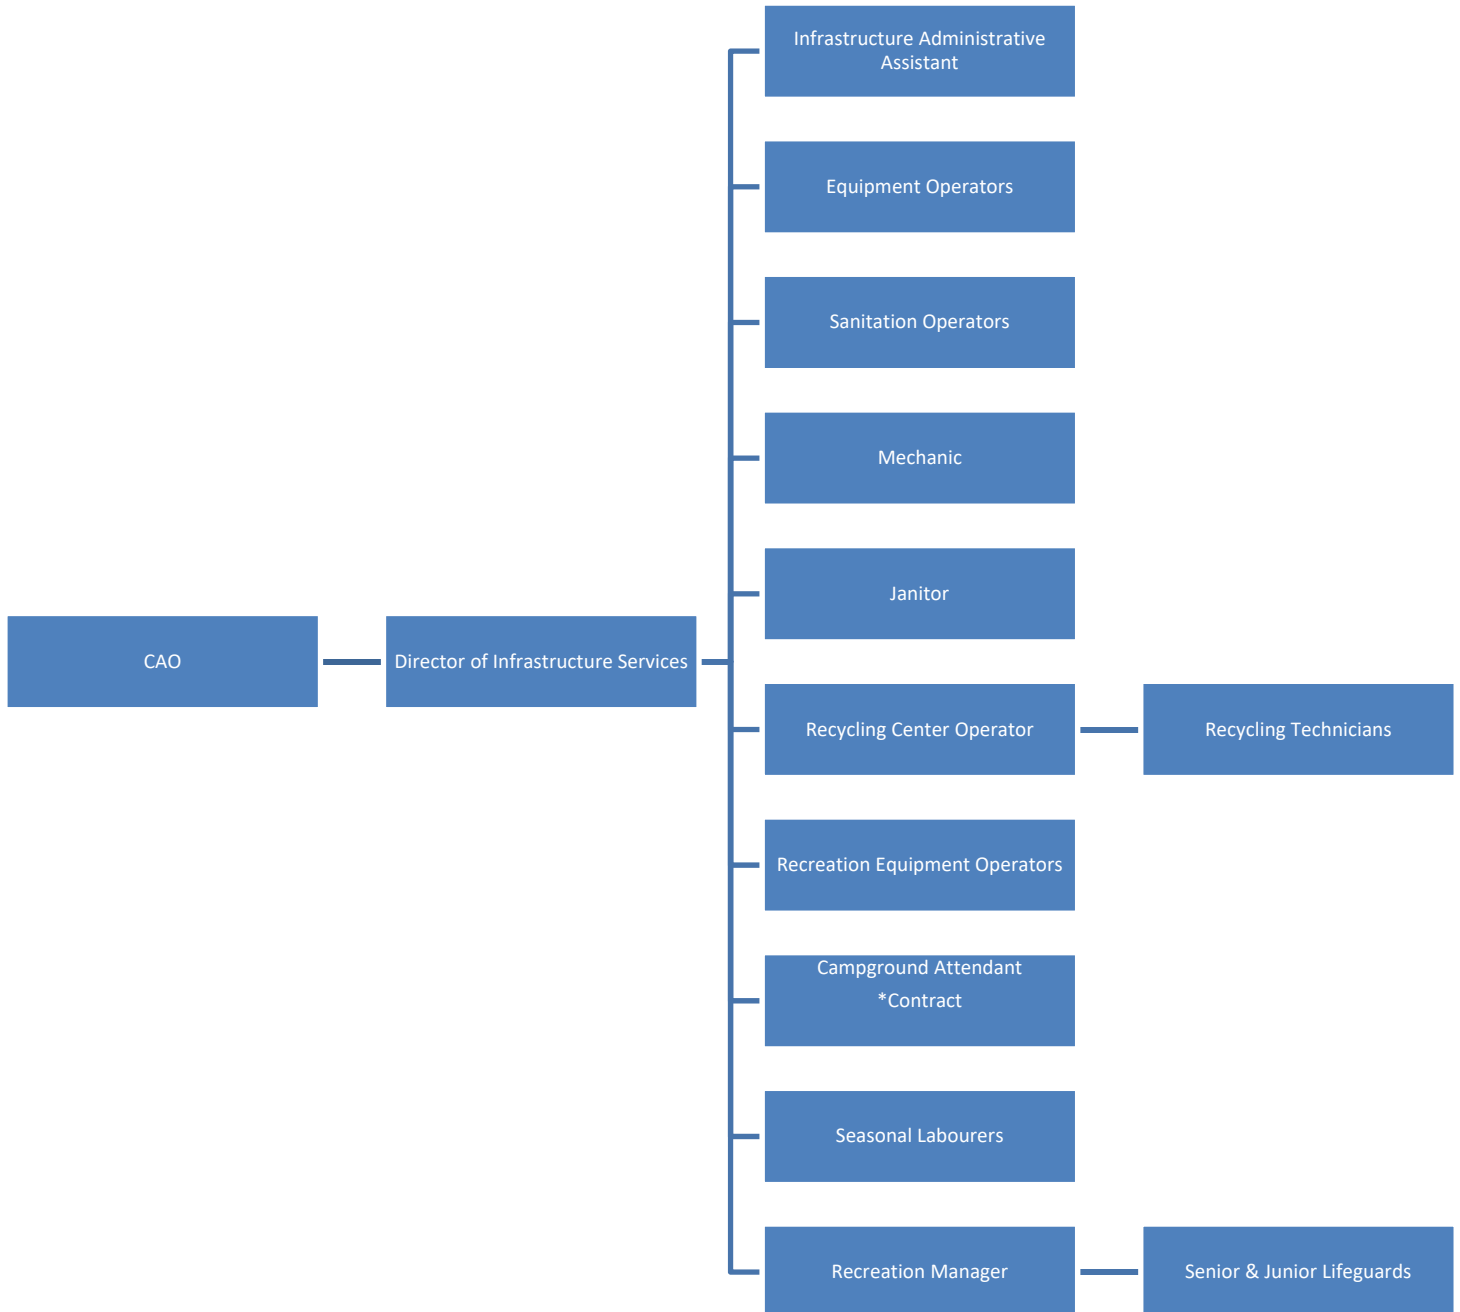 Infrastructure Administrative
Assistant
Equipment Operators
Sanitation Operators
Mechanic
Janitor
CAO
Director of Infrastructure Services
Recycling Center Operator
Recycling Technicians
Recreation Equipment Operators
Campground Attendant
*Contract
Seasonal Labourers
Recreation Manager
Senior & Junior Lifeguards